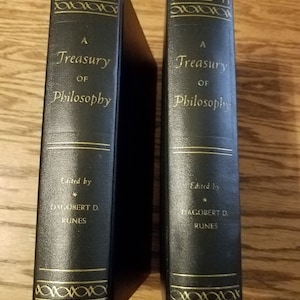 A
Treasury
OF
Philosophy
Edited by
DAGOBERT D.
RUNES
A
Treasury
OF
Philosophy
Edited by
DAGOBERT D.
RUNES